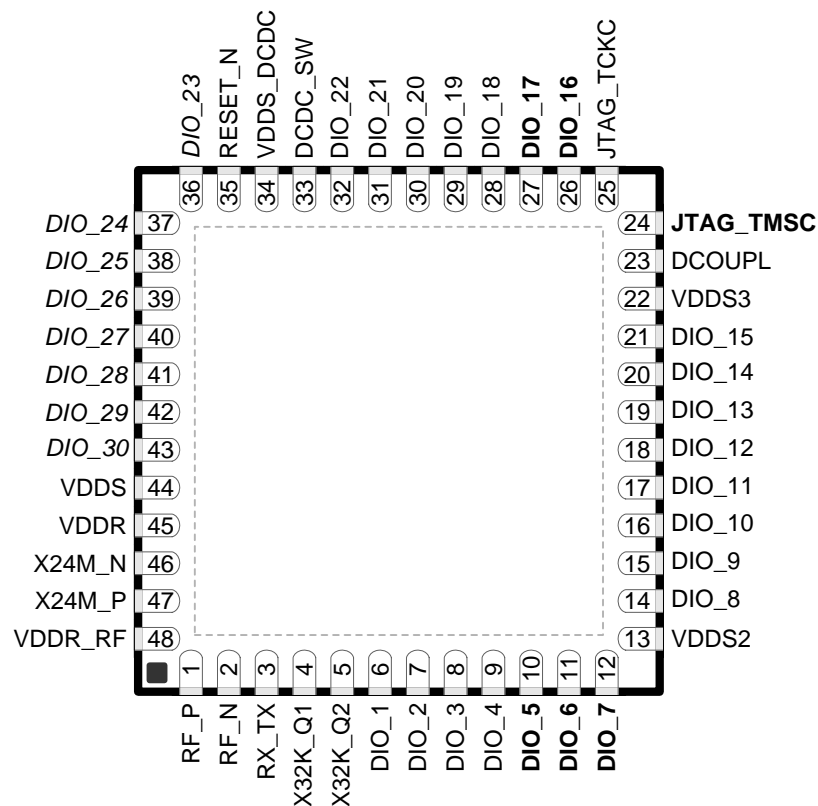 DIO_23
RESET_N
VDDS_DCDC
DCDC_SW
DIO_22
DIO_21
DIO_20
DIO_19
DIO_18
DIO_17
DIO_16
JTAG_TCKC
36 35 34 33 32 31 30 29 28 27 26 25
DIO_24 37
24 JTAG_TMSC
DIO_25 38
23 DCOUPL
DIO_26 39
22 VDDS3
DIO_27 40
21 DIO_15
DIO_28 41
20 DIO_14
DIO_29 42
19 DIO_13
DIO_30 43
18 DIO_12
VDDS 44
17 DIO_11
VDDR 45
16 DIO_10
X24M_N 46
15 DIO_9
X24M_P 47
14 DIO_8
VDDR_RF 48
13 VDDS2
1 2 3 4 5 6 7 8 9 10 11 12
RF_P
RF_N
RX_TX
X32K_Q1
X32K_Q2
DIO_1
DIO_2
DIO_3
DIO_4
DIO_5
DIO_6
DIO_7